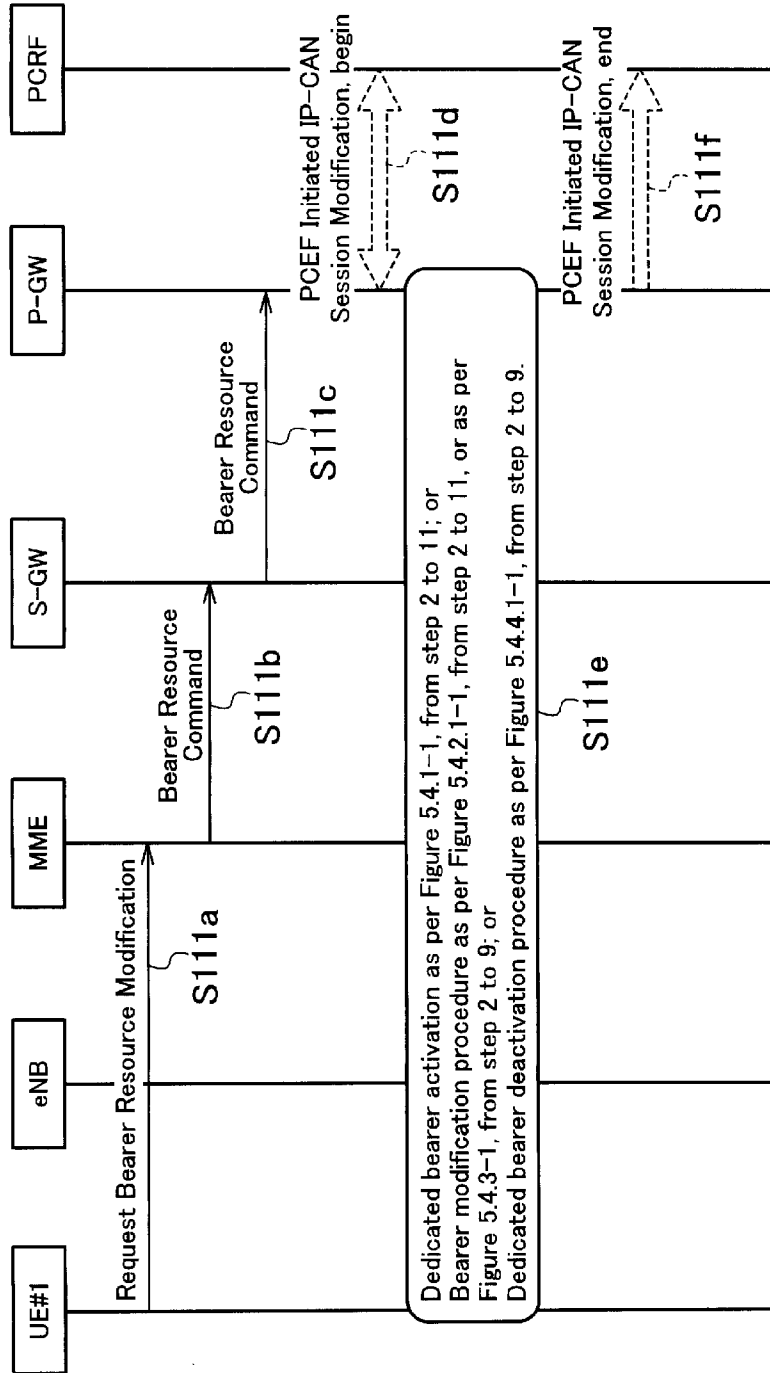 UE#1
eNB
MME
S-GW
P-GW
PCRF
Request Bearer Resource Modification
S111a
Bearer Resource
Command
S111b
Bearer Resource
Command
S111c
PCEF Initiated IP-CAN
Session Modification, begin
S111d
Dedicated bearer activation as per Figure 5.4.1-1, from step 2 to 11; or
Bearer modification procedure as per Figure 5.4.2.1-1, from step 2 to 11, or as per
Figure 5.4.3-1, from step 2 to 9; or
Dedicated bearer deactivation procedure as per Figure 5.4.4.1-1, from step 2 to 9.
S111e
PCEF Initiated IP-CAN
Session Modification, end
S111f